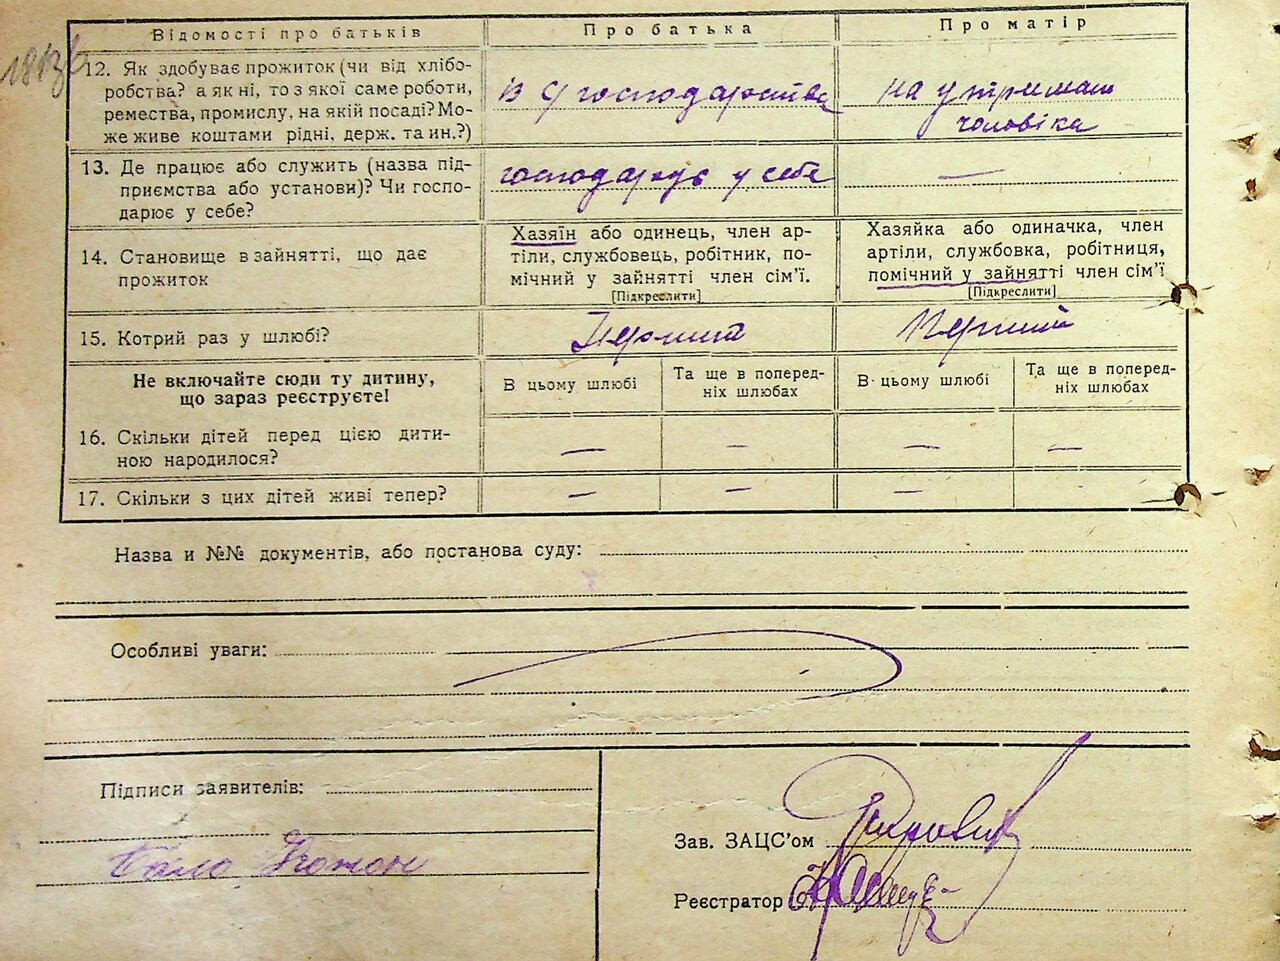 Відомості про батьків
Про батька
Про матір
12. Як здобуває прожиток (чи від хлібо-
робства? а як ні, то з якої саме роботи,
ремества, промислу, на якій посаді? Мо-
же живе коштами рідні, держ. та ин.?)
із с/господарства
на утриман
чоловіка
13. Де працює або служить (назва під-
приємства або установи)? Чи госпо-
дарює у себе?
господарює у себе
—
14. Становище в зайнятті, що дає
прожиток
Хазяїн або одинець, член ар-
тіли, службовець, робітник, по-
мічний у зайнятті член сім'ї.
[Підкреслити]
Хазяйка або одиначка, член
артіли, службовка, робітниця,
помічний у зайнятті член сім'ї
[Підкреслити]
15. Котрий раз у шлюбі?
Перший
Перший
Не включайте сюди ту дитину,
що зараз реєструєте!
В цьому шлюбі
Та ще в поперед-
ніх шлюбах
В цьому шлюбі
Та ще в поперед-
ніх шлюбах
16. Скільки дітей перед цією дити-
ною народилося?
— — — —
17. Скільки з цих дітей живі тепер?
— — —
Назва и №№ документів, або постанова суду:
Особливі уваги:
Підписи заявителів:
Зав. ЗАЦС'ом
Реєстратор